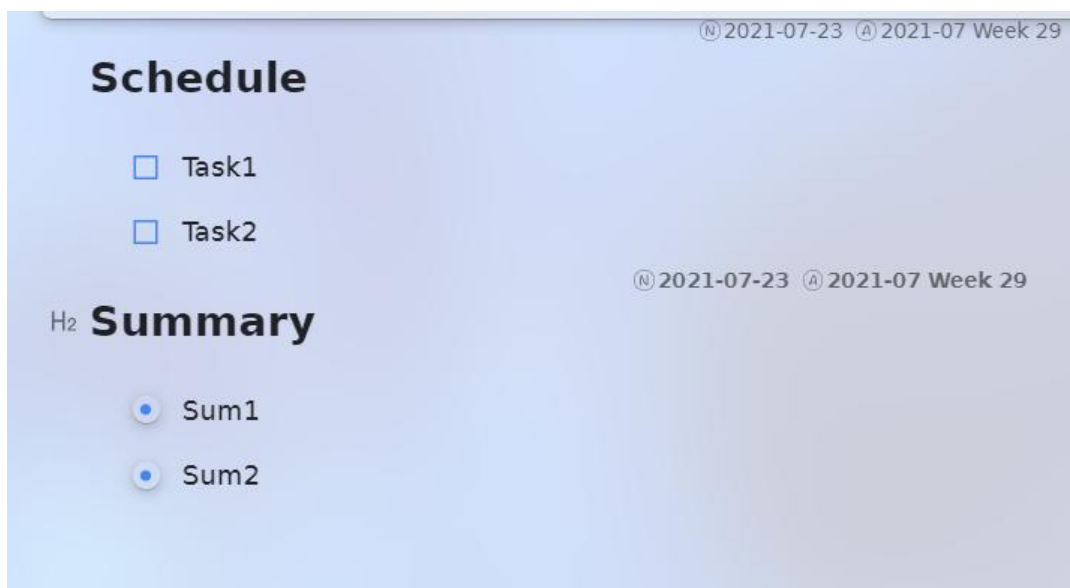 Ⓝ2021-07-23 Ⓐ2021-07 Week 29
Schedule
Task1
Task2
Ⓝ2021-07-23 Ⓐ2021-07 Week 29
H2 Summary
Sum1
Sum2